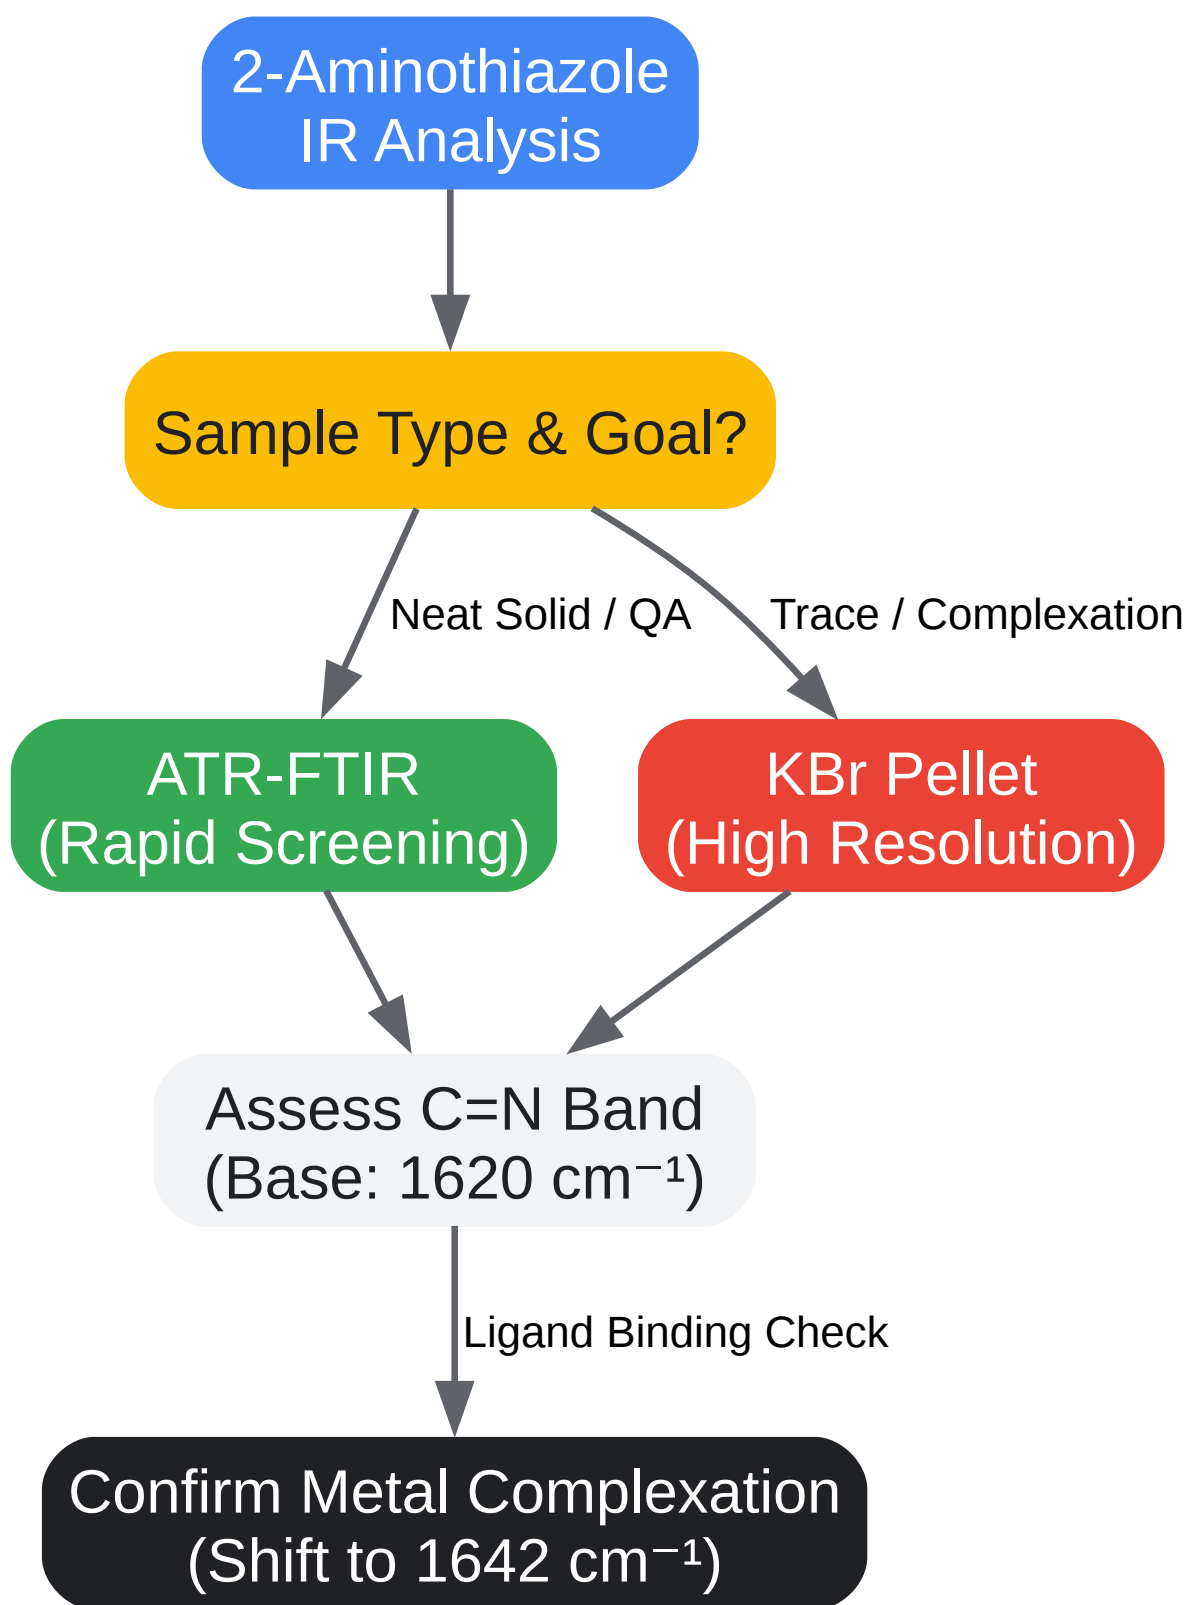 2-Aminothiazole
IR Analysis
Sample Type & Goal?
Neat Solid / QA
Trace / Complexation
ATR-FTIR
(Rapid Screening)
KBr Pellet
(High Resolution)
Assess C=N Band
(Base: 1620 cm⁻¹)
Ligand Binding Check
Confirm Metal Complexation
(Shift to 1642 cm⁻¹)